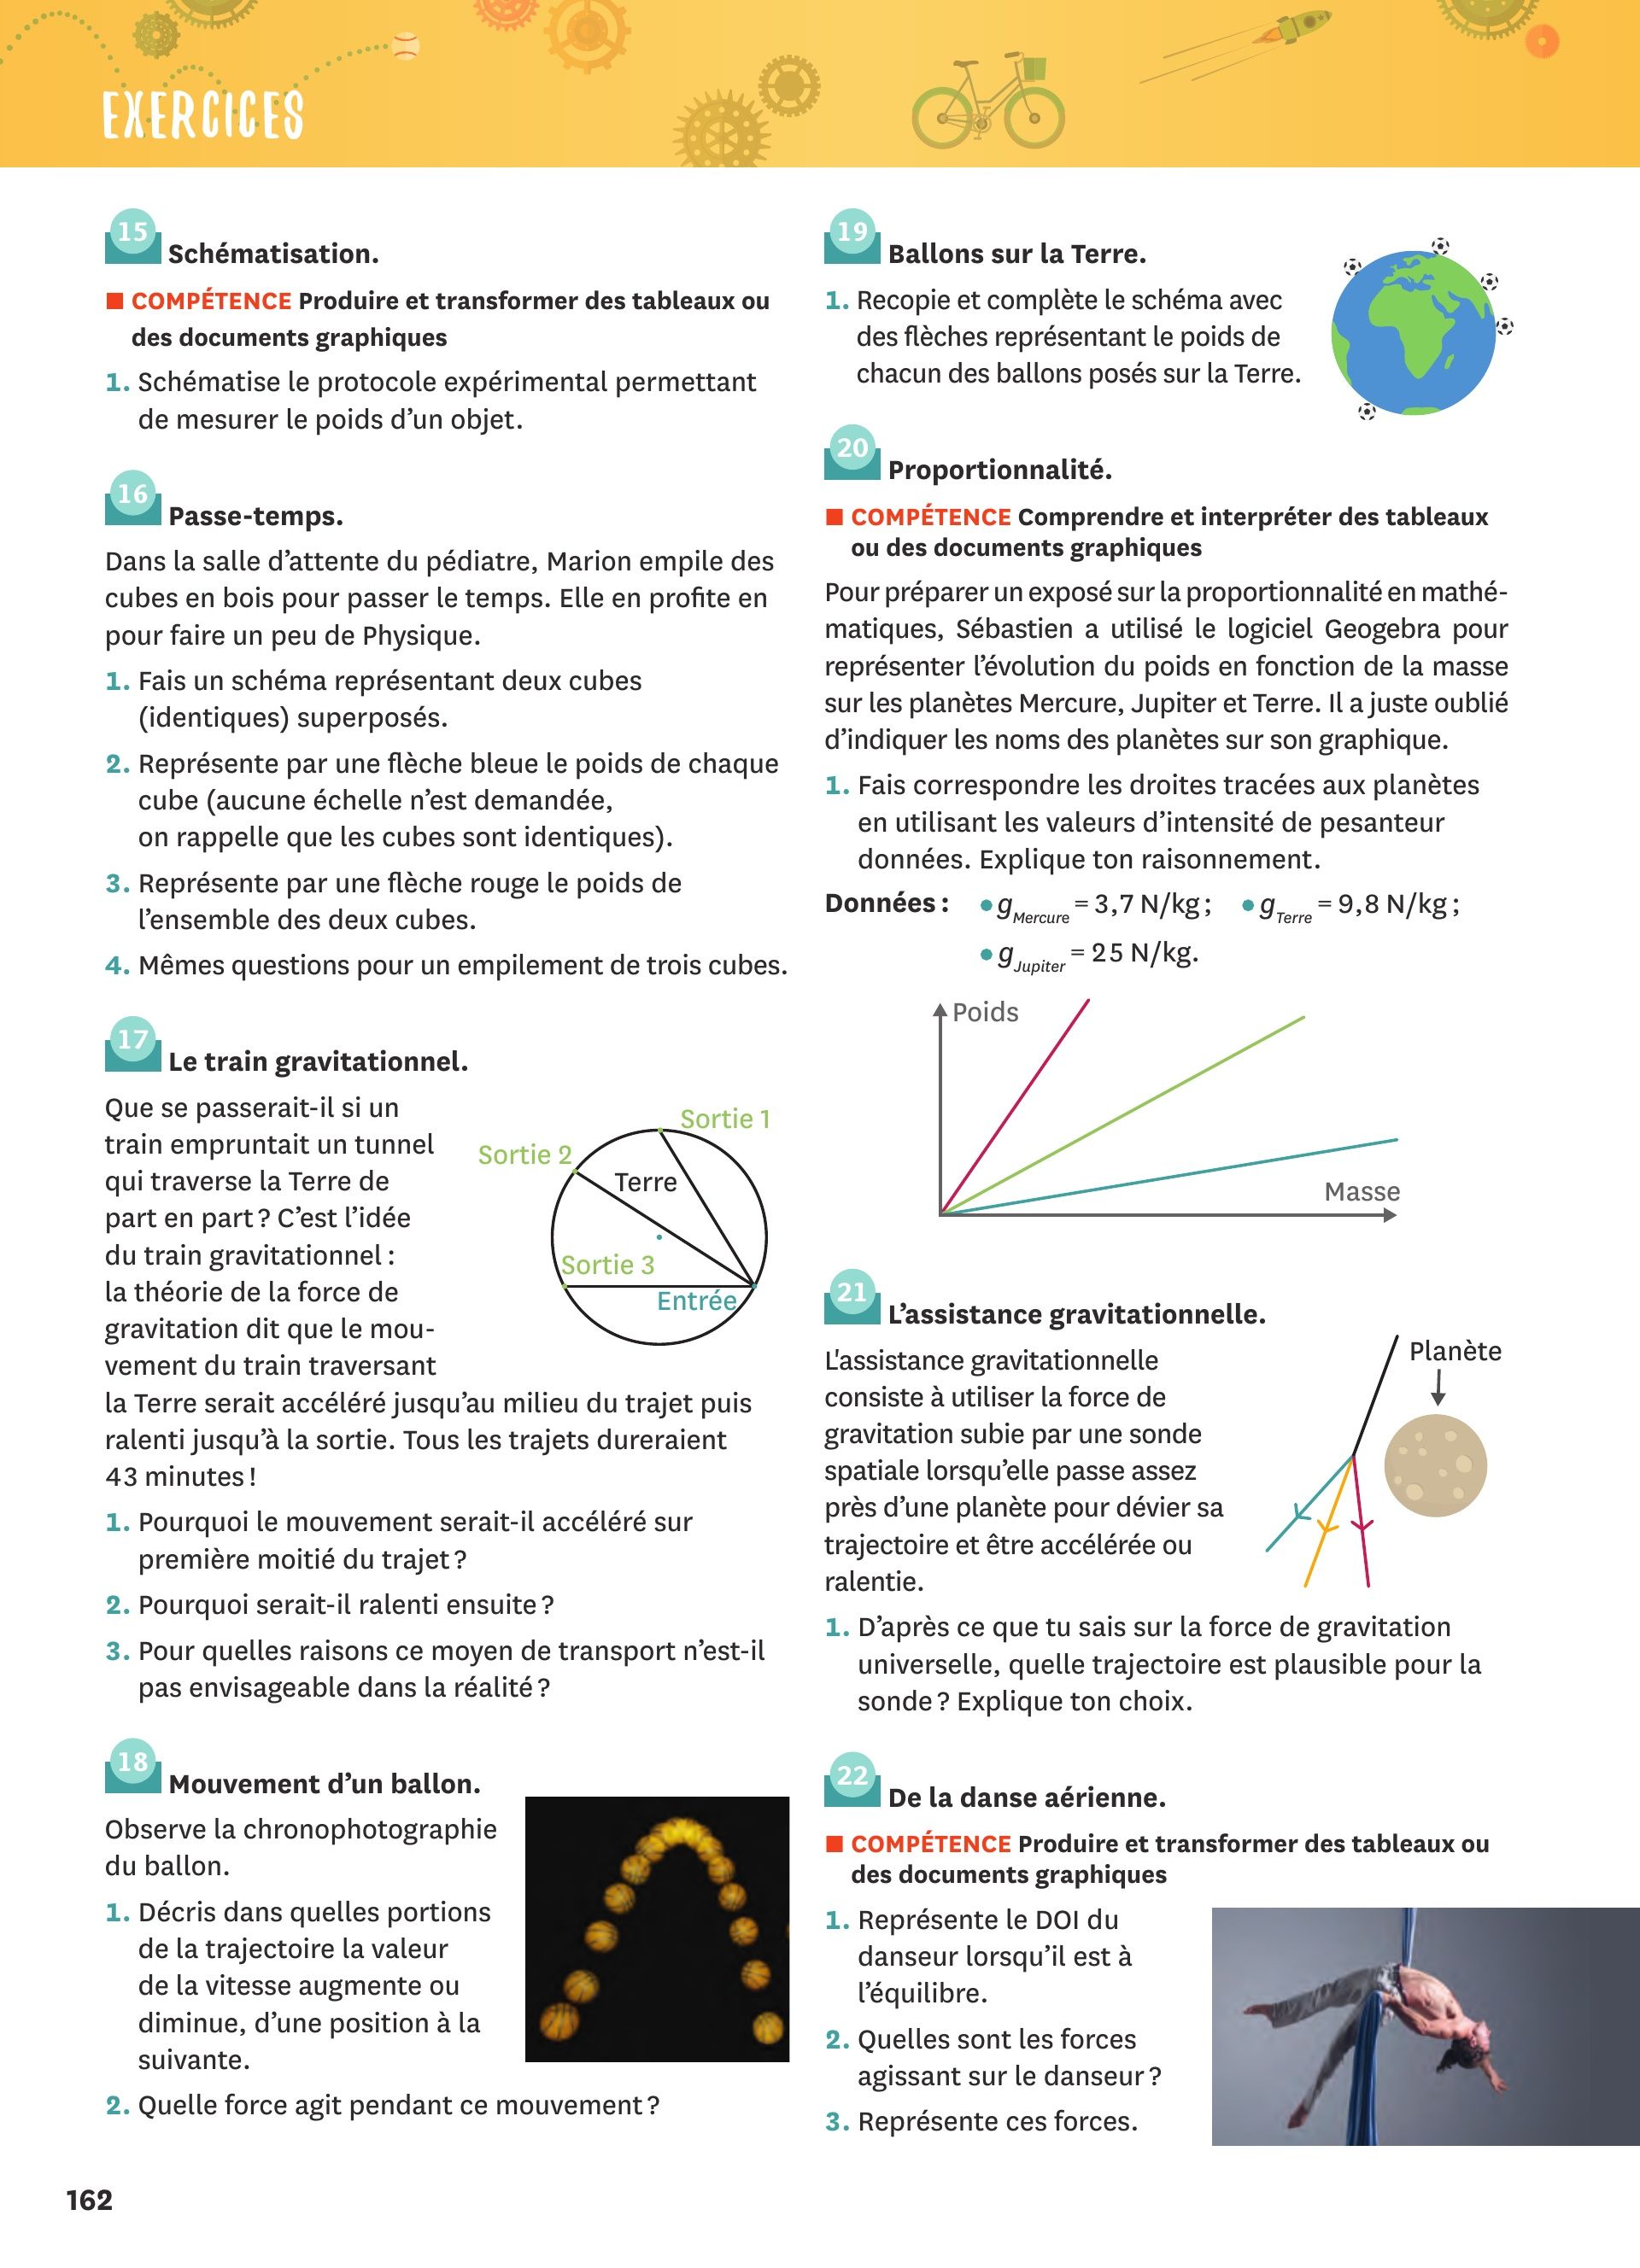 EXERCICES
15 Schématisation.
■ COMPÉTENCE Produire et transformer des tableaux ou
des documents graphiques
1. Schématise le protocole expérimental permettant
de mesurer le poids d’un objet.
16 Passe-temps.
Dans la salle d’attente du pédiatre, Marion empile des
cubes en bois pour passer le temps. Elle en profite en
pour faire un peu de Physique.
1. Fais un schéma représentant deux cubes
(identiques) superposés.
2. Représente par une flèche bleue le poids de chaque
cube (aucune échelle n’est demandée,
on rappelle que les cubes sont identiques).
3. Représente par une flèche rouge le poids de
l’ensemble des deux cubes.
4. Mêmes questions pour un empilement de trois cubes.
17 Le train gravitationnel.
Que se passerait-il si un
train empruntait un tunnel
qui traverse la Terre de
part en part ? C’est l’idée
du train gravitationnel :
la théorie de la force de
gravitation dit que le mou-
vement du train traversant
la Terre serait accéléré jusqu’au milieu du trajet puis
ralenti jusqu’à la sortie. Tous les trajets dureraient
43 minutes !
Sortie 1
Sortie 2
Terre
Sortie 3
Entrée
1. Pourquoi le mouvement serait-il accéléré sur
première moitié du trajet ?
2. Pourquoi serait-il ralenti ensuite ?
3. Pour quelles raisons ce moyen de transport n’est-il
pas envisageable dans la réalité ?
18 Mouvement d’un ballon.
Observe la chronophotographie
du ballon.
1. Décris dans quelles portions
de la trajectoire la valeur
de la vitesse augmente ou
diminue, d’une position à la
suivante.
2. Quelle force agit pendant ce mouvement ?
19 Ballons sur la Terre.
1. Recopie et complète le schéma avec
des flèches représentant le poids de
chacun des ballons posés sur la Terre.
20 Proportionnalité.
■ COMPÉTENCE Comprendre et interpréter des tableaux
ou des documents graphiques
Pour préparer un exposé sur la proportionnalité en mathé-
matiques, Sébastien a utilisé le logiciel Geogebra pour
représenter l’évolution du poids en fonction de la masse
sur les planètes Mercure, Jupiter et Terre. Il a juste oublié
d’indiquer les noms des planètes sur son graphique.
1. Fais correspondre les droites tracées aux planètes
en utilisant les valeurs d’intensité de pesanteur
données. Explique ton raisonnement.
Données : • g Mercure = 3,7 N/kg ; • g Terre = 9,8 N/kg ;
• g Jupiter = 25 N/kg.
Poids
Masse
21 L’assistance gravitationnelle.
L'assistance gravitationnelle
consiste à utiliser la force de
gravitation subie par une sonde
spatiale lorsqu’elle passe assez
près d’une planète pour dévier sa
trajectoire et être accélérée ou
ralentie.
Planète
1. D’après ce que tu sais sur la force de gravitation
universelle, quelle trajectoire est plausible pour la
sonde ? Explique ton choix.
22 De la danse aérienne.
■ COMPÉTENCE Produire et transformer des tableaux ou
des documents graphiques
1. Représente le DOI du
danseur lorsqu’il est à
l’équilibre.
2. Quelles sont les forces
agissant sur le danseur ?
3. Représente ces forces.
162